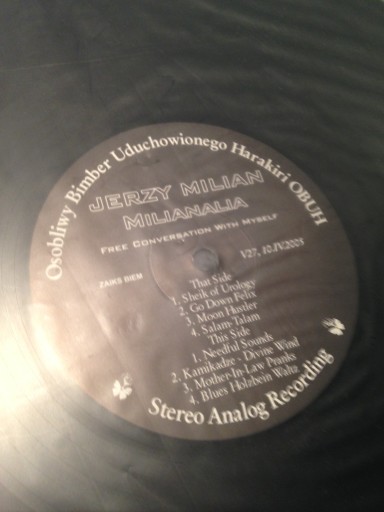 Osobliwy Bimber Uduchowionego Harakiri OBUH
JERZY MILIAN
MILIANALIA
FREE CONVERSATION WITH MYSELF
ZAIKS BIEM
V27, 10.IV.2005
That Side
1. Sheik of Urology
2. Go Down Felix
3. Moon Hustler
4. Salam-Talam
This Side
1. Needful Sounds
2. Kamikadze - Divine Wind
3. Mother-In-Law Pranks
4. Blues Holzbein Waltz
Stereo Analog Recording